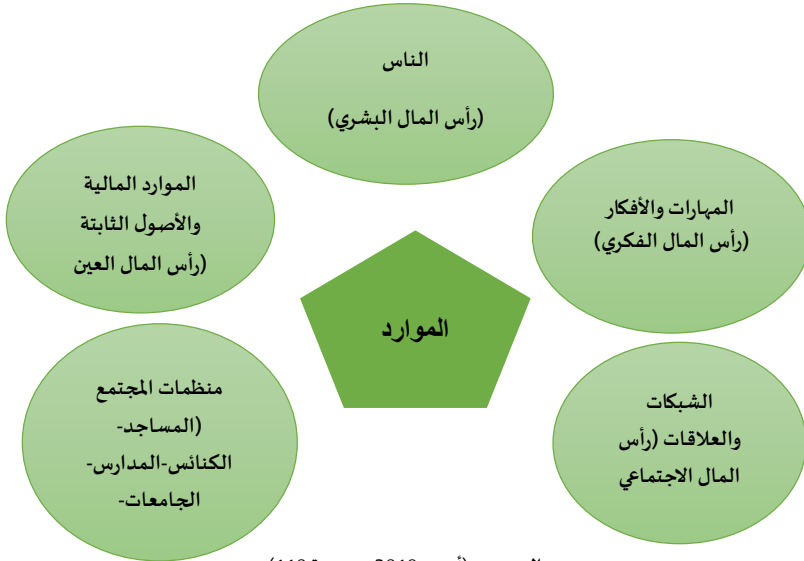 الناس
(رأس المال البشري)
المهارات والأفكار
(رأس المال الفكري)
الموارد المالية
والأصول الثابتة
(رأس المال العين
الموارد
الشبكات
والعلاقات (رأس
المال الاجتماعي
منظمات المجتمع
(المساجد-
الكنائس-المدارس-
الجامعات-